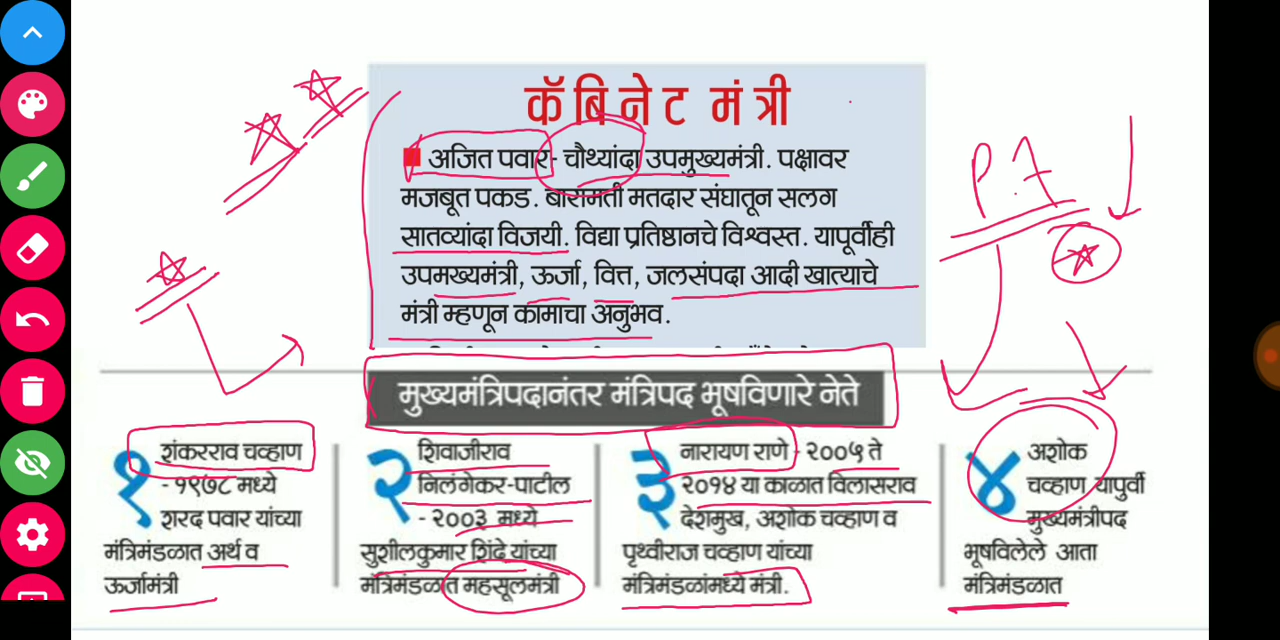 कॅबिनेट मंत्री
अजित पवार- चौथ्यांदा उपमुख्यमंत्री. पक्षावर
मजबूत पकड. बारामती मतदार संघातून सलग
सातव्यांदा विजयी. विद्या प्रतिष्ठानचे विश्वस्त. यापूर्वीही
उपमख्यमंत्री, ऊर्जा, वित्त, जलसंपदा आदी खात्याचे
मंत्री म्हणून कामाचा अनुभव.
मुख्यमंत्रिपदानंतर मंत्रिपद भूषविणारे नेते
१
शंकरराव चव्हाण
- १९७८ मध्ये
शरद पवार यांच्या
मंत्रिमंडळात अर्थ व
ऊर्जामंत्री
२
शिवाजीराव
निलंगेकर-पाटील
- २००३ मध्ये
सुशीलकुमार शिंदे यांच्या
मंत्रिमंडळात महसूलमंत्री
३
नारायण राणे - २००५ ते
२०१४ या काळात विलासराव
देशमुख, अशोक चव्हाण व
पृथ्वीराज चव्हाण यांच्या
मंत्रिमंडळांमध्ये मंत्री.
४
अशोक
चव्हाण यापुर्वी
मुख्यमंत्रीपद
भूषविलेले आता
मंत्रिमंडळात